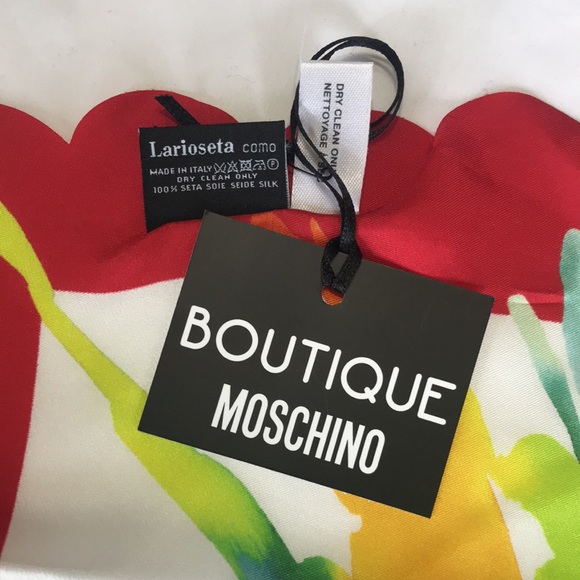 Larioseta como
MADE IN ITALY
DRY CLEAN ONLY
100% SETA SOIE SEIDE SILK
DRY CLEAN ONLY
NETTOYAGE
BOUTIQUE
MOSCHINO